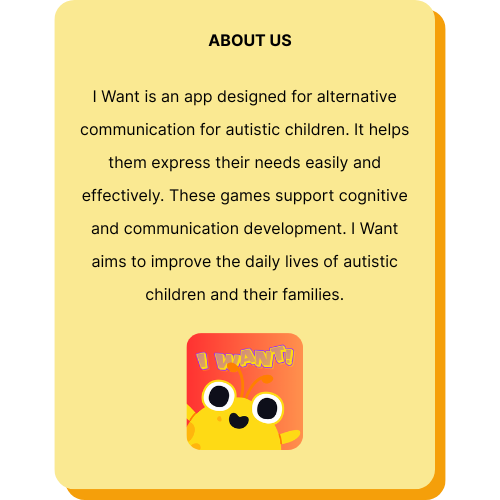 ABOUT US
I Want is an app designed for alternative
communication for autistic children. It helps
them express their needs easily and
effectively. These games support cognitive
and communication development. I Want
aims to improve the daily lives of autistic
children and their families.
I WANT!